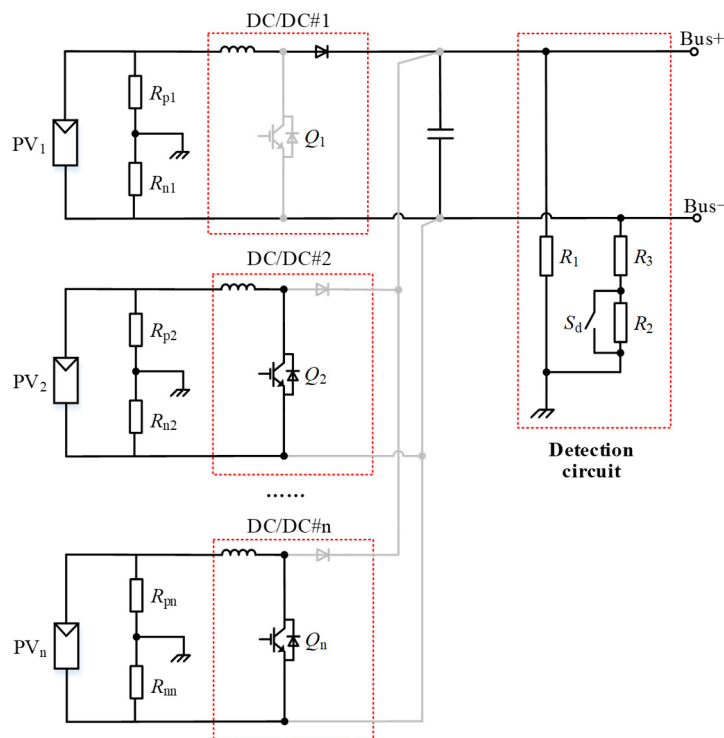 DC/DC#1
Bus+
Rp1
PV1
Q1
Rn1
Bus−
DC/DC#2
R1
R3
Rp2
Sd
R2
PV2
Q2
Rn2
Detection
circuit
......
DC/DC#n
Rpn
PVn
Qn
Rnn